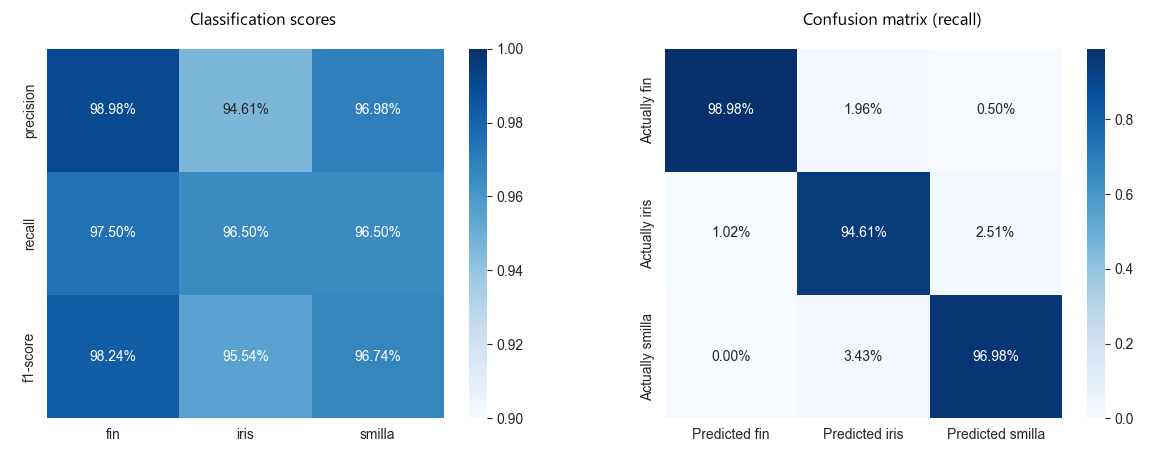 Classification scores
precision
98.98% 94.61% 96.98%
recall
97.50% 96.50% 96.50%
f1-score
98.24% 95.54% 96.74%
fin iris smilla
1.00
0.98
0.96
0.94
0.92
0.90
Confusion matrix (recall)
Actually fin
98.98% 1.96% 0.50%
Actually iris
1.02% 94.61% 2.51%
Actually smilla
0.00% 3.43% 96.98%
Predicted fin Predicted iris Predicted smilla
0.8
0.6
0.4
0.2
0.0